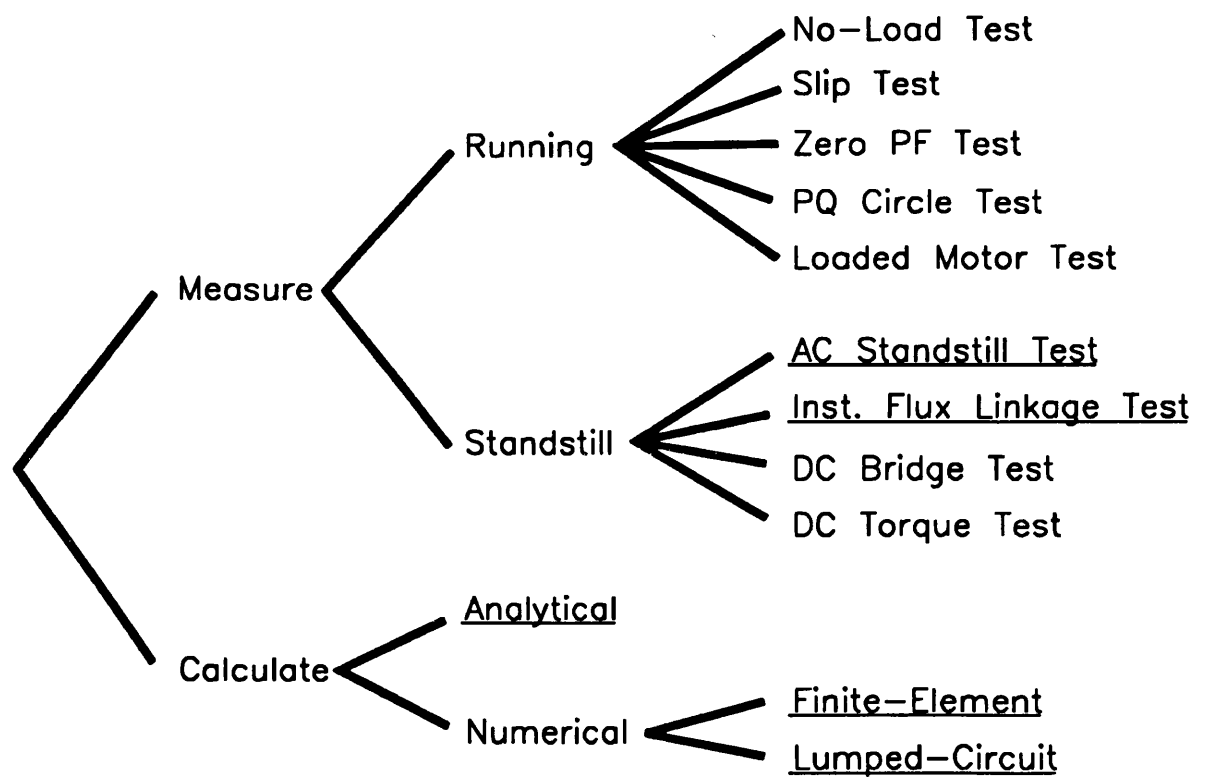 No-Load Test
Slip Test
Running
Zero PF Test
PQ Circle Test
Loaded Motor Test
Measure
AC Standstill Test
Inst. Flux Linkage Test
Standstill
DC Bridge Test
DC Torque Test
Analytical
Calculate
Finite-Element
Numerical
Lumped-Circuit